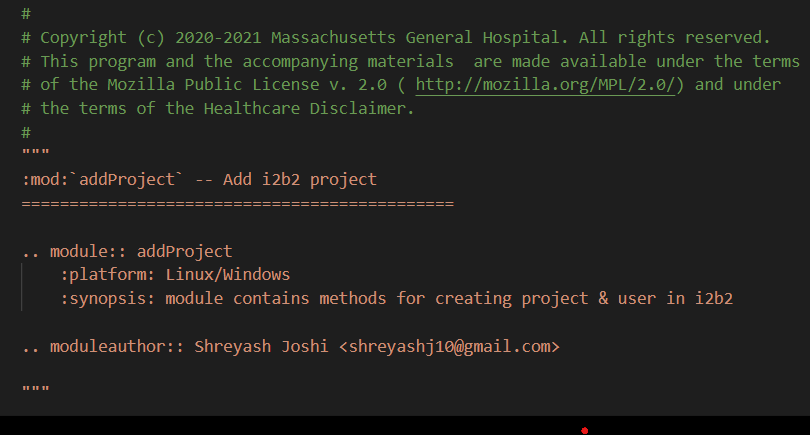 #
# Copyright (c) 2020-2021 Massachusetts General Hospital. All rights reserved.
# This program and the accompanying materials  are made available under the terms
# of the Mozilla Public License v. 2.0 ( http://mozilla.org/MPL/2.0/) and under
# the terms of the Healthcare Disclaimer.
#
"""
:mod:`addProject` -- Add i2b2 project
=============================================
.. module:: addProject
    :platform: Linux/Windows
    :synopsis: module contains methods for creating project & user in i2b2
.. moduleauthor:: Shreyash Joshi <shreyashj10@gmail.com>
"""